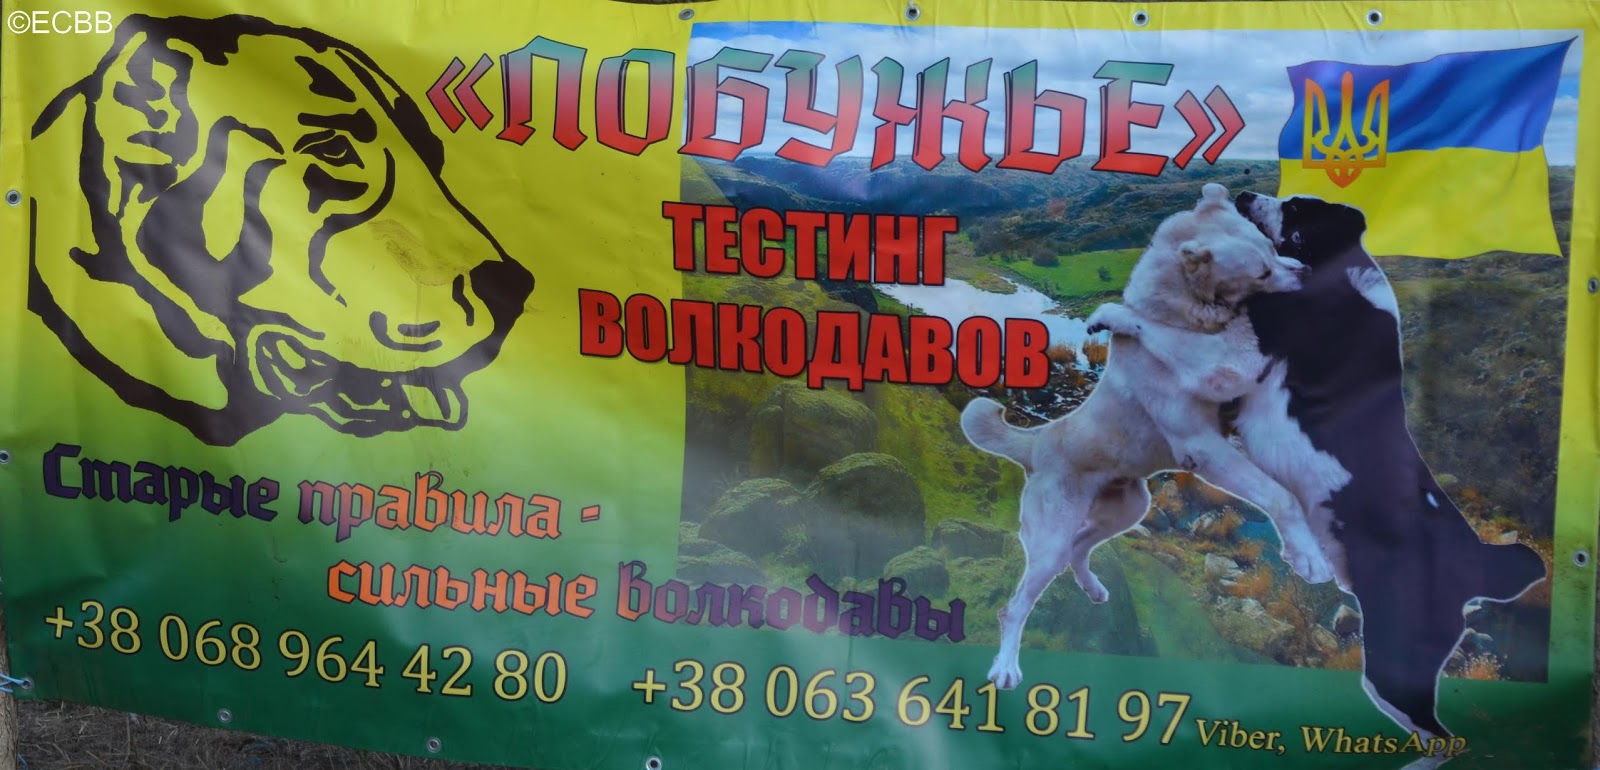 ©ECBB
«ПОБУЖЬЕ»
ТЕСТИНГ
ВОЛКОДАВОВ
Старые правила -
сильные волкодавы
+38 068 964 42 80 +38 063 641 81 97 Viber, WhatsApp